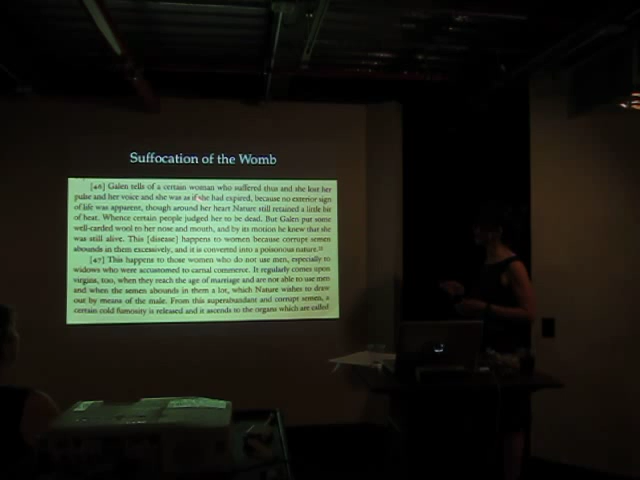 Suffocation of the Womb
[46] Galen tells of a certain woman who suffered thus and she lost her
pulse and her voice and she was as if she had expired, because no exterior sign
of life was apparent, though around her heart Nature still retained a little bit
of heat. Whence certain people judged her to be dead. But Galen put some
well-carded wool to her nose and mouth, and by its motion he knew that she
was still alive. This [disease] happens to women because corrupt semen
abounds in them excessively, and it is converted into a poisonous nature.
[47] This happens to those women who do not use men, especially to
widows who were accustomed to carnal commerce. It regularly comes upon
virgins, too, when they reach the age of marriage and are not able to use men
and when the semen abounds in them a lot, which Nature wishes to draw
out by means of the male. From this superabundant and corrupt semen, a
certain cold fumosity is released and it ascends to the organs which are called